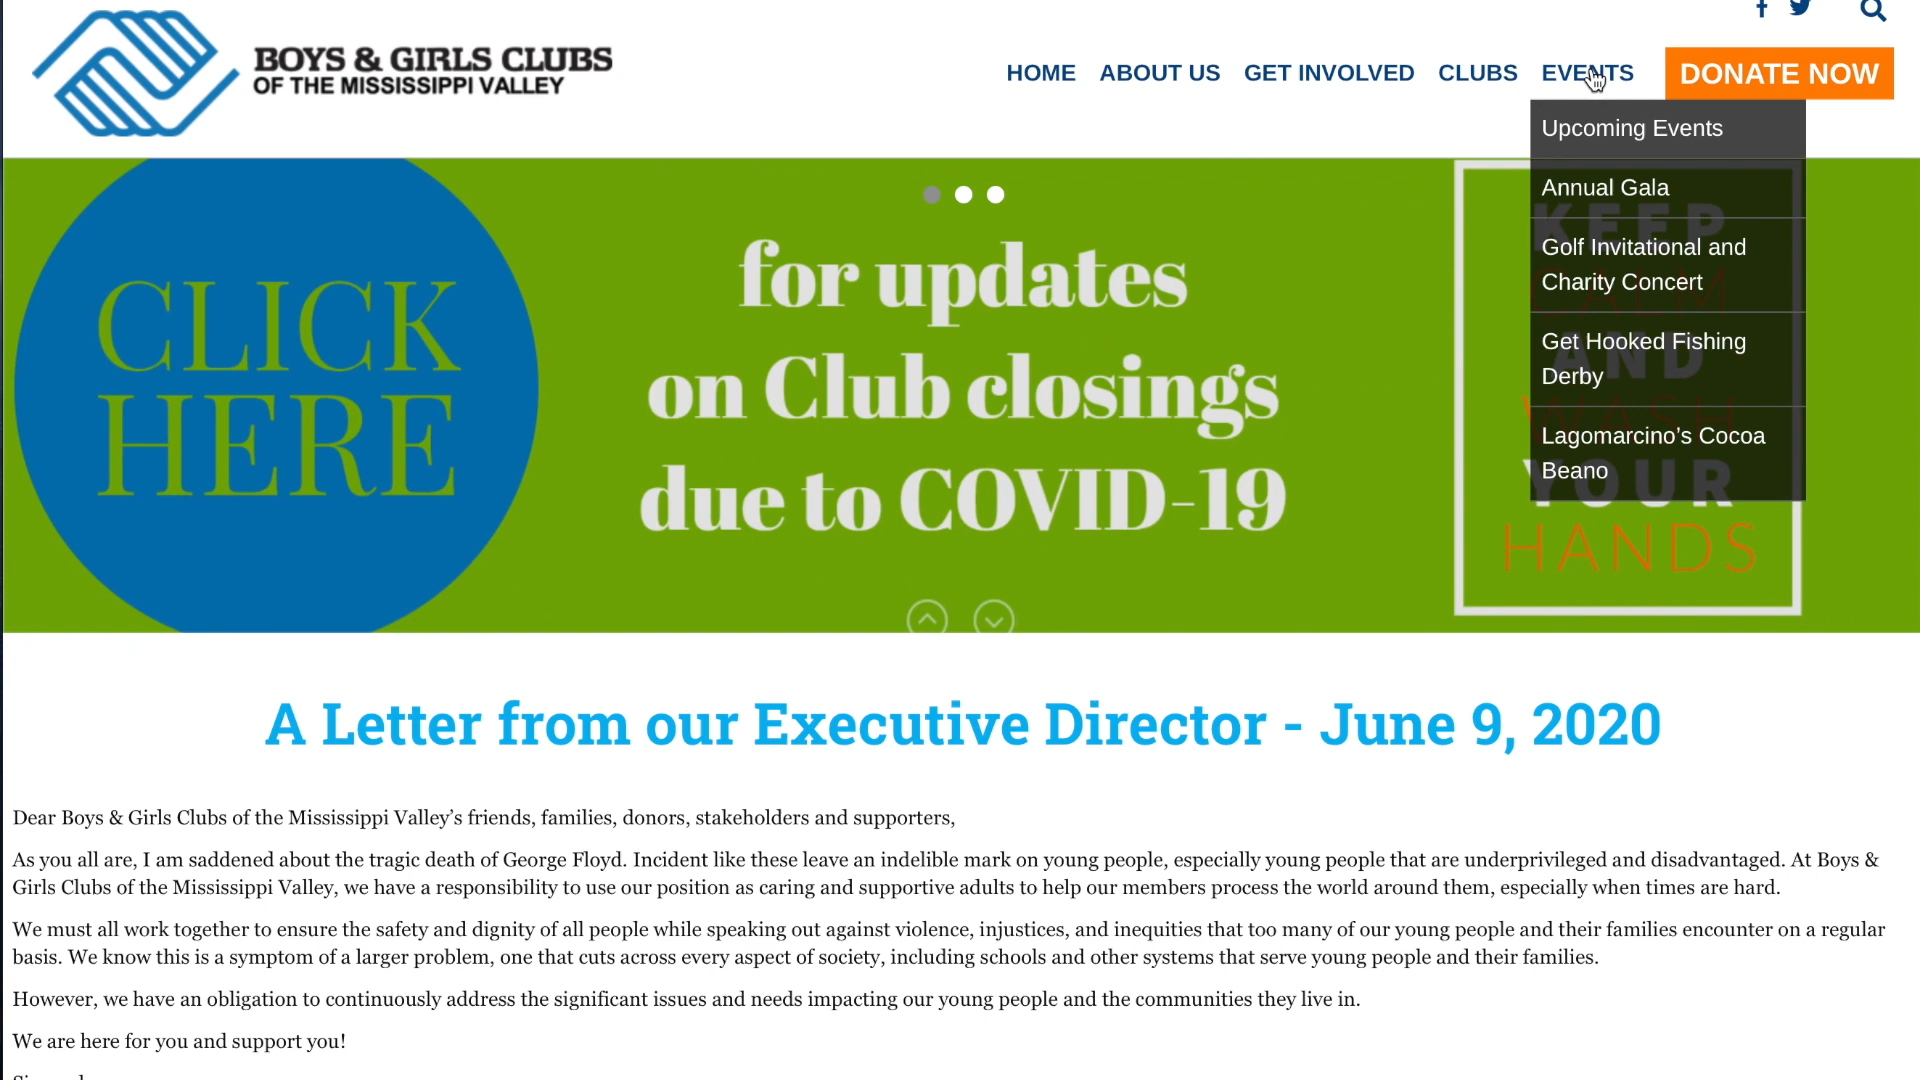 BOYS & GIRLS CLUBS
OF THE MISSISSIPPI VALLEY
HOME ABOUT US GET INVOLVED CLUBS EVENTS DONATE NOW
Upcoming Events
Annual Gala
Golf Invitational and
Charity Concert
Get Hooked Fishing
Derby
Lagomarcino’s Cocoa
Beano
CLICK
HERE
for updates
on Club closings
due to COVID-19
KEEP
CALM
AND
WASH
YOUR
HANDS
A Letter from our Executive Director - June 9, 2020
Dear Boys & Girls Clubs of the Mississippi Valley’s friends, families, donors, stakeholders and supporters,
As you all are, I am saddened about the tragic death of George Floyd. Incident like these leave an indelible mark on young people, especially young people that are underprivileged and disadvantaged. At Boys &
Girls Clubs of the Mississippi Valley, we have a responsibility to use our position as caring and supportive adults to help our members process the world around them, especially when times are hard.
We must all work together to ensure the safety and dignity of all people while speaking out against violence, injustices, and inequities that too many of our young people and their families encounter on a regular
basis. We know this is a symptom of a larger problem, one that cuts across every aspect of society, including schools and other systems that serve young people and their families.
However, we have an obligation to continuously address the significant issues and needs impacting our young people and the communities they live in.
We are here for you and support you!